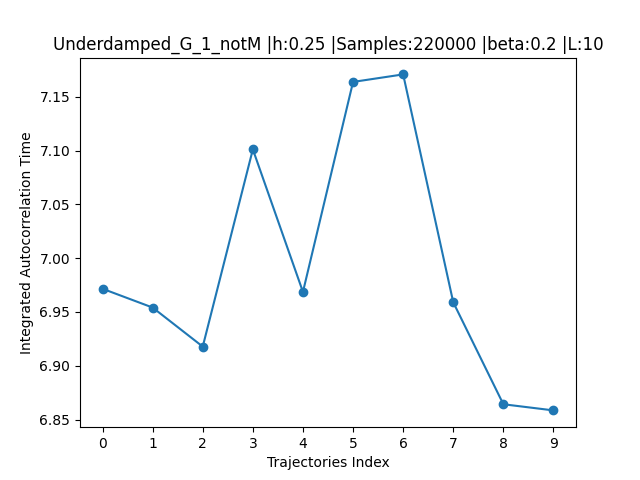 Underdamped_G_1_notM |h:0.25 |Samples:220000 |beta:0.2 |L:10
7.15
7.10
7.05
7.00
6.95
6.90
6.85
Integrated Autocorrelation Time
0 1 2 3 4 5 6 7 8 9
Trajectories Index